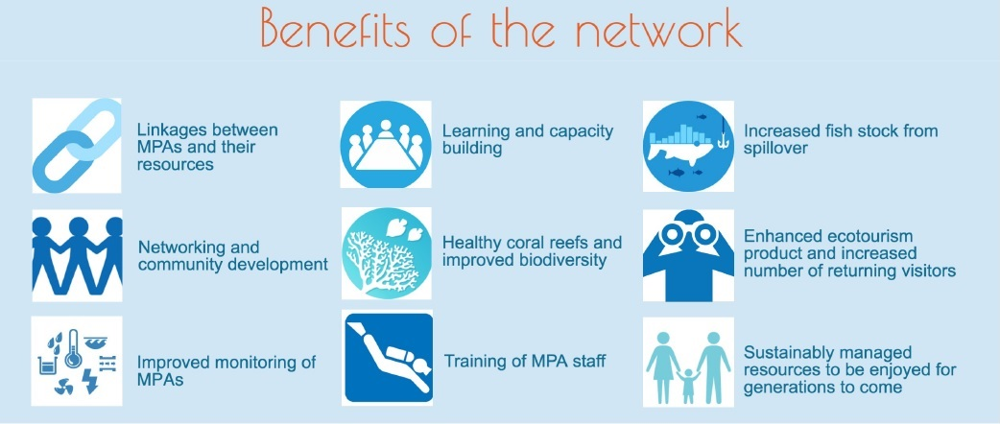 Benefits of the network
Linkages between
MPAs and their
resources
Learning and capacity
building
Increased fish stock from
spillover
Networking and
community development
Healthy coral reefs and
improved biodiversity
Enhanced ecotourism
product and increased
number of returning visitors
Improved monitoring of
MPAs
Training of MPA staff
Sustainably managed
resources to be enjoyed for
generations to come